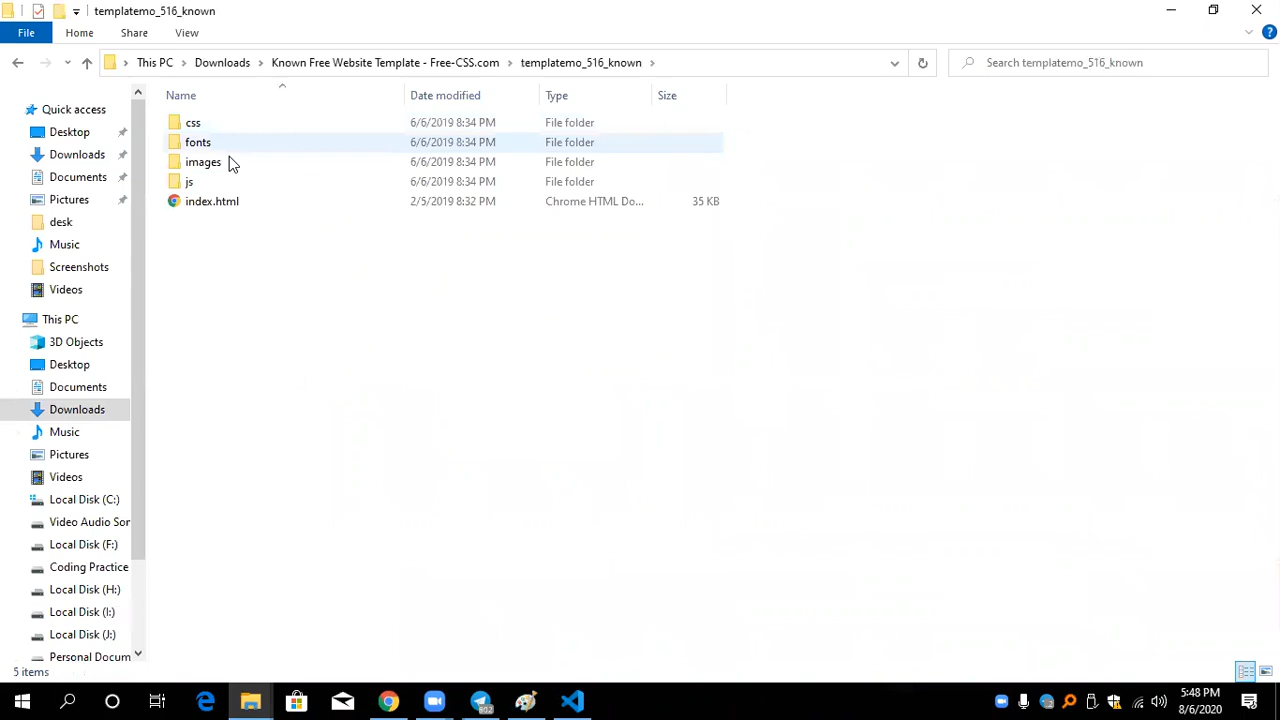 templatemo_516_known
File Home Share View
This PC Downloads Known Free Website Template - Free-CSS.com templatemo_516_known Search templatemo_516_known
Name Date modified Type Size
Quick access
Desktop
Downloads
Documents
Pictures
desk
Music
Screenshots
Videos
This PC
3D Objects
Desktop
Documents
Downloads
Music
Pictures
Videos
Local Disk (C:)
Video Audio Son
Local Disk (F:)
Coding Practice
Local Disk (H:)
Local Disk (I:)
Local Disk (J:)
Personal Docum
css 6/6/2019 8:34 PM File folder
fonts 6/6/2019 8:34 PM File folder
images 6/6/2019 8:34 PM File folder
js 6/6/2019 8:34 PM File folder
index.html 2/5/2019 8:32 PM Chrome HTML Do... 35 KB
5 items
5:48 PM
8/6/2020